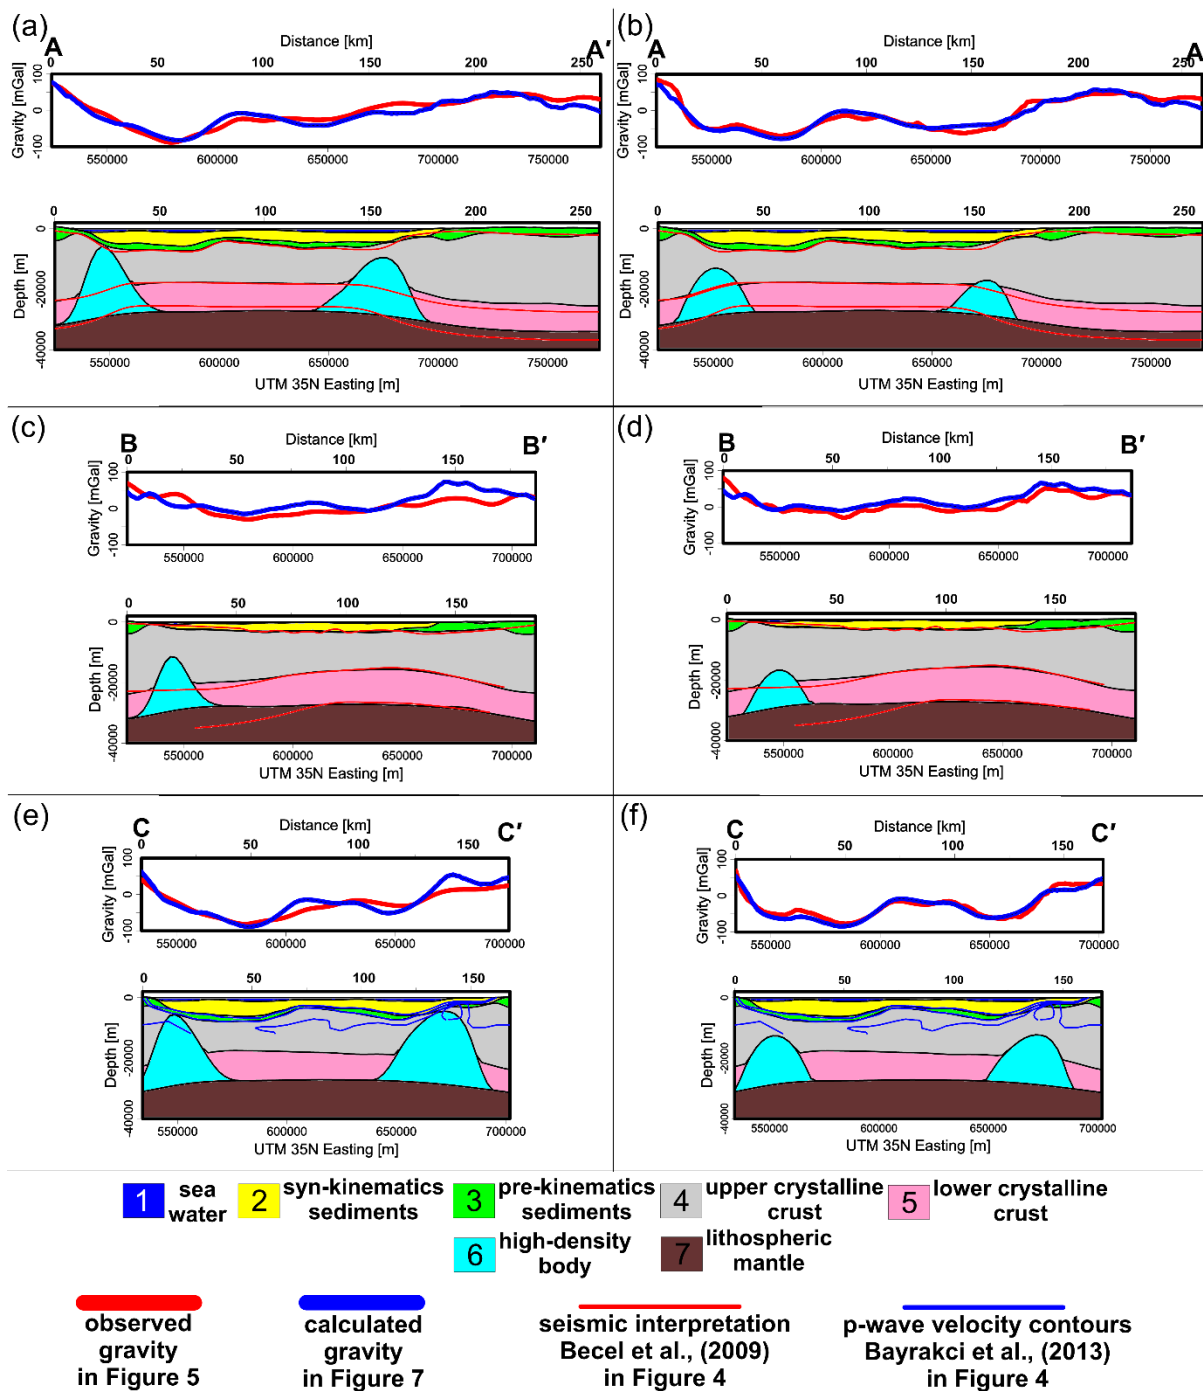 (a)
A
Distance [km]
A′
0 50 100 150 200 250
Gravity [mGal]
100
0
-100
550000 600000 650000 700000 750000
0 50 100 150 200 250
Depth [m]
0
-20000
-40000
550000 600000 650000 700000 750000
UTM 35N Easting [m]
(b)
A
Distance [km]
A
0 50 100 150 200 250
Gravity [mGal]
100
0
-100
550000 600000 650000 700000 750000
0 50 100 150 200 250
Depth [m]
0
-20000
-40000
550000 600000 650000 700000 750000
UTM 35N Easting [m]
(c)
B
Distance [km]
B′
0 50 100 150
Gravity [mGal]
100
0
-100
550000 600000 650000 700000
0 50 100 150
Depth [m]
0
-20000
-40000
550000 600000 650000 700000
UTM 35N Easting [m]
(d)
B
Distance [km]
B′
0 50 100 150
Gravity [mGal]
100
0
-100
550000 600000 650000 700000
0 50 100 150
Depth [m]
0
-20000
-40000
550000 600000 650000 700000
UTM 35N Easting [m]
(e)
C
Distance [km]
C′
0 50 100 150
Gravity [mGal]
100
0
-100
550000 600000 650000 700000
0 50 100 150
Depth [m]
0
-20000
-40000
550000 600000 650000 700000
UTM 35N Easting [m]
(f)
C
Distance [km]
C′
0 50 100 150
Gravity [mGal]
100
0
-100
550000 600000 650000 700000
0 50 100 150
Depth [m]
0
-20000
-40000
550000 600000 650000 700000
UTM 35N Easting [m]
1 sea
water
2 syn-kinematics
sediments
3 pre-kinematics
sediments
4 upper crystalline
crust
5 lower crystalline
crust
6 high-density
body
7 lithospheric
mantle
observed
gravity
in Figure 5
calculated
gravity
in Figure 7
seismic interpretation
Becel et al., (2009)
in Figure 4
p-wave velocity contours
Bayrakci et al., (2013)
in Figure 4